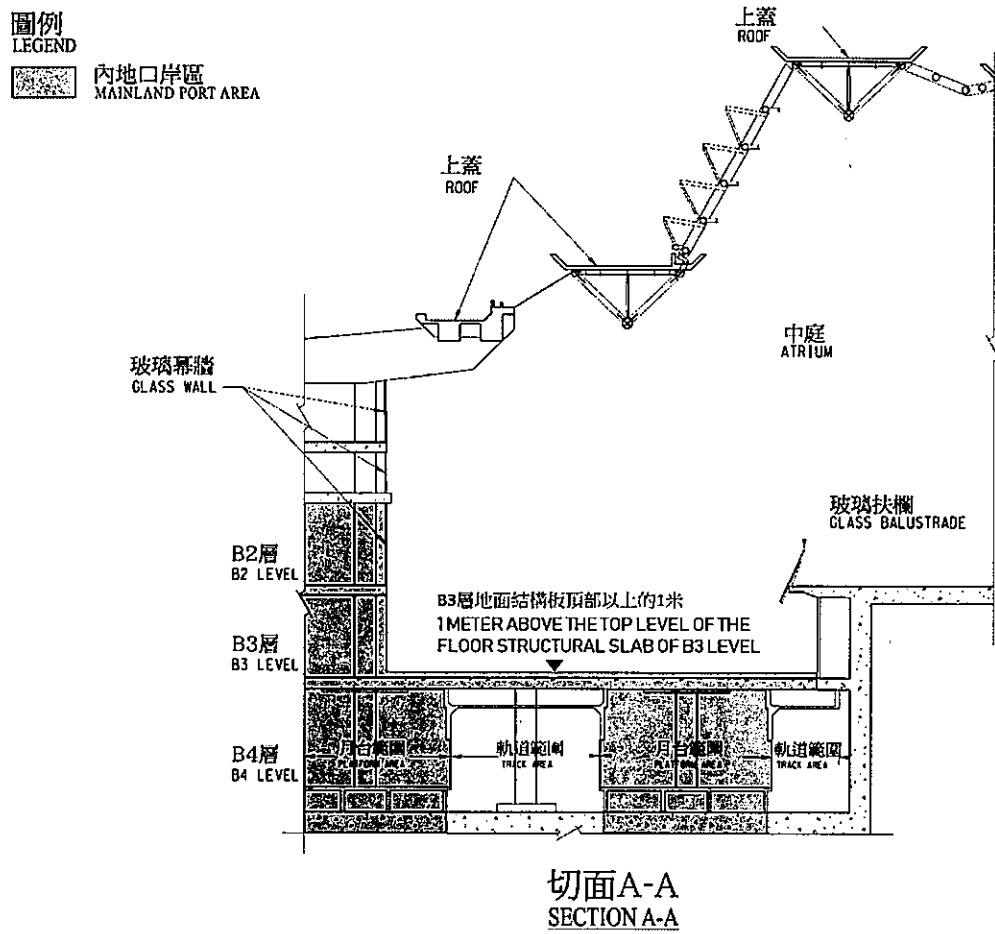 圖例
LEGEND
內地口岸區
MAINLAND PORT AREA
上蓋
ROOF
上蓋
ROOF
中庭
ATRIUM
玻璃幕牆
GLASS WALL
玻璃扶欄
GLASS BALUSTRADE
B2層
B2 LEVEL
B3層地面結構板頂部以上的1米
1 METER ABOVE THE TOP LEVEL OF THE
FLOOR STRUCTURAL SLAB OF B3 LEVEL
B3層
B3 LEVEL
B4層
B4 LEVEL
月台範圍
PLATFORM AREA
軌道範圍
TRACK AREA
月台範圍
PLATFORM AREA
軌道範圍
TRACK AREA
切面A-A
SECTION A-A